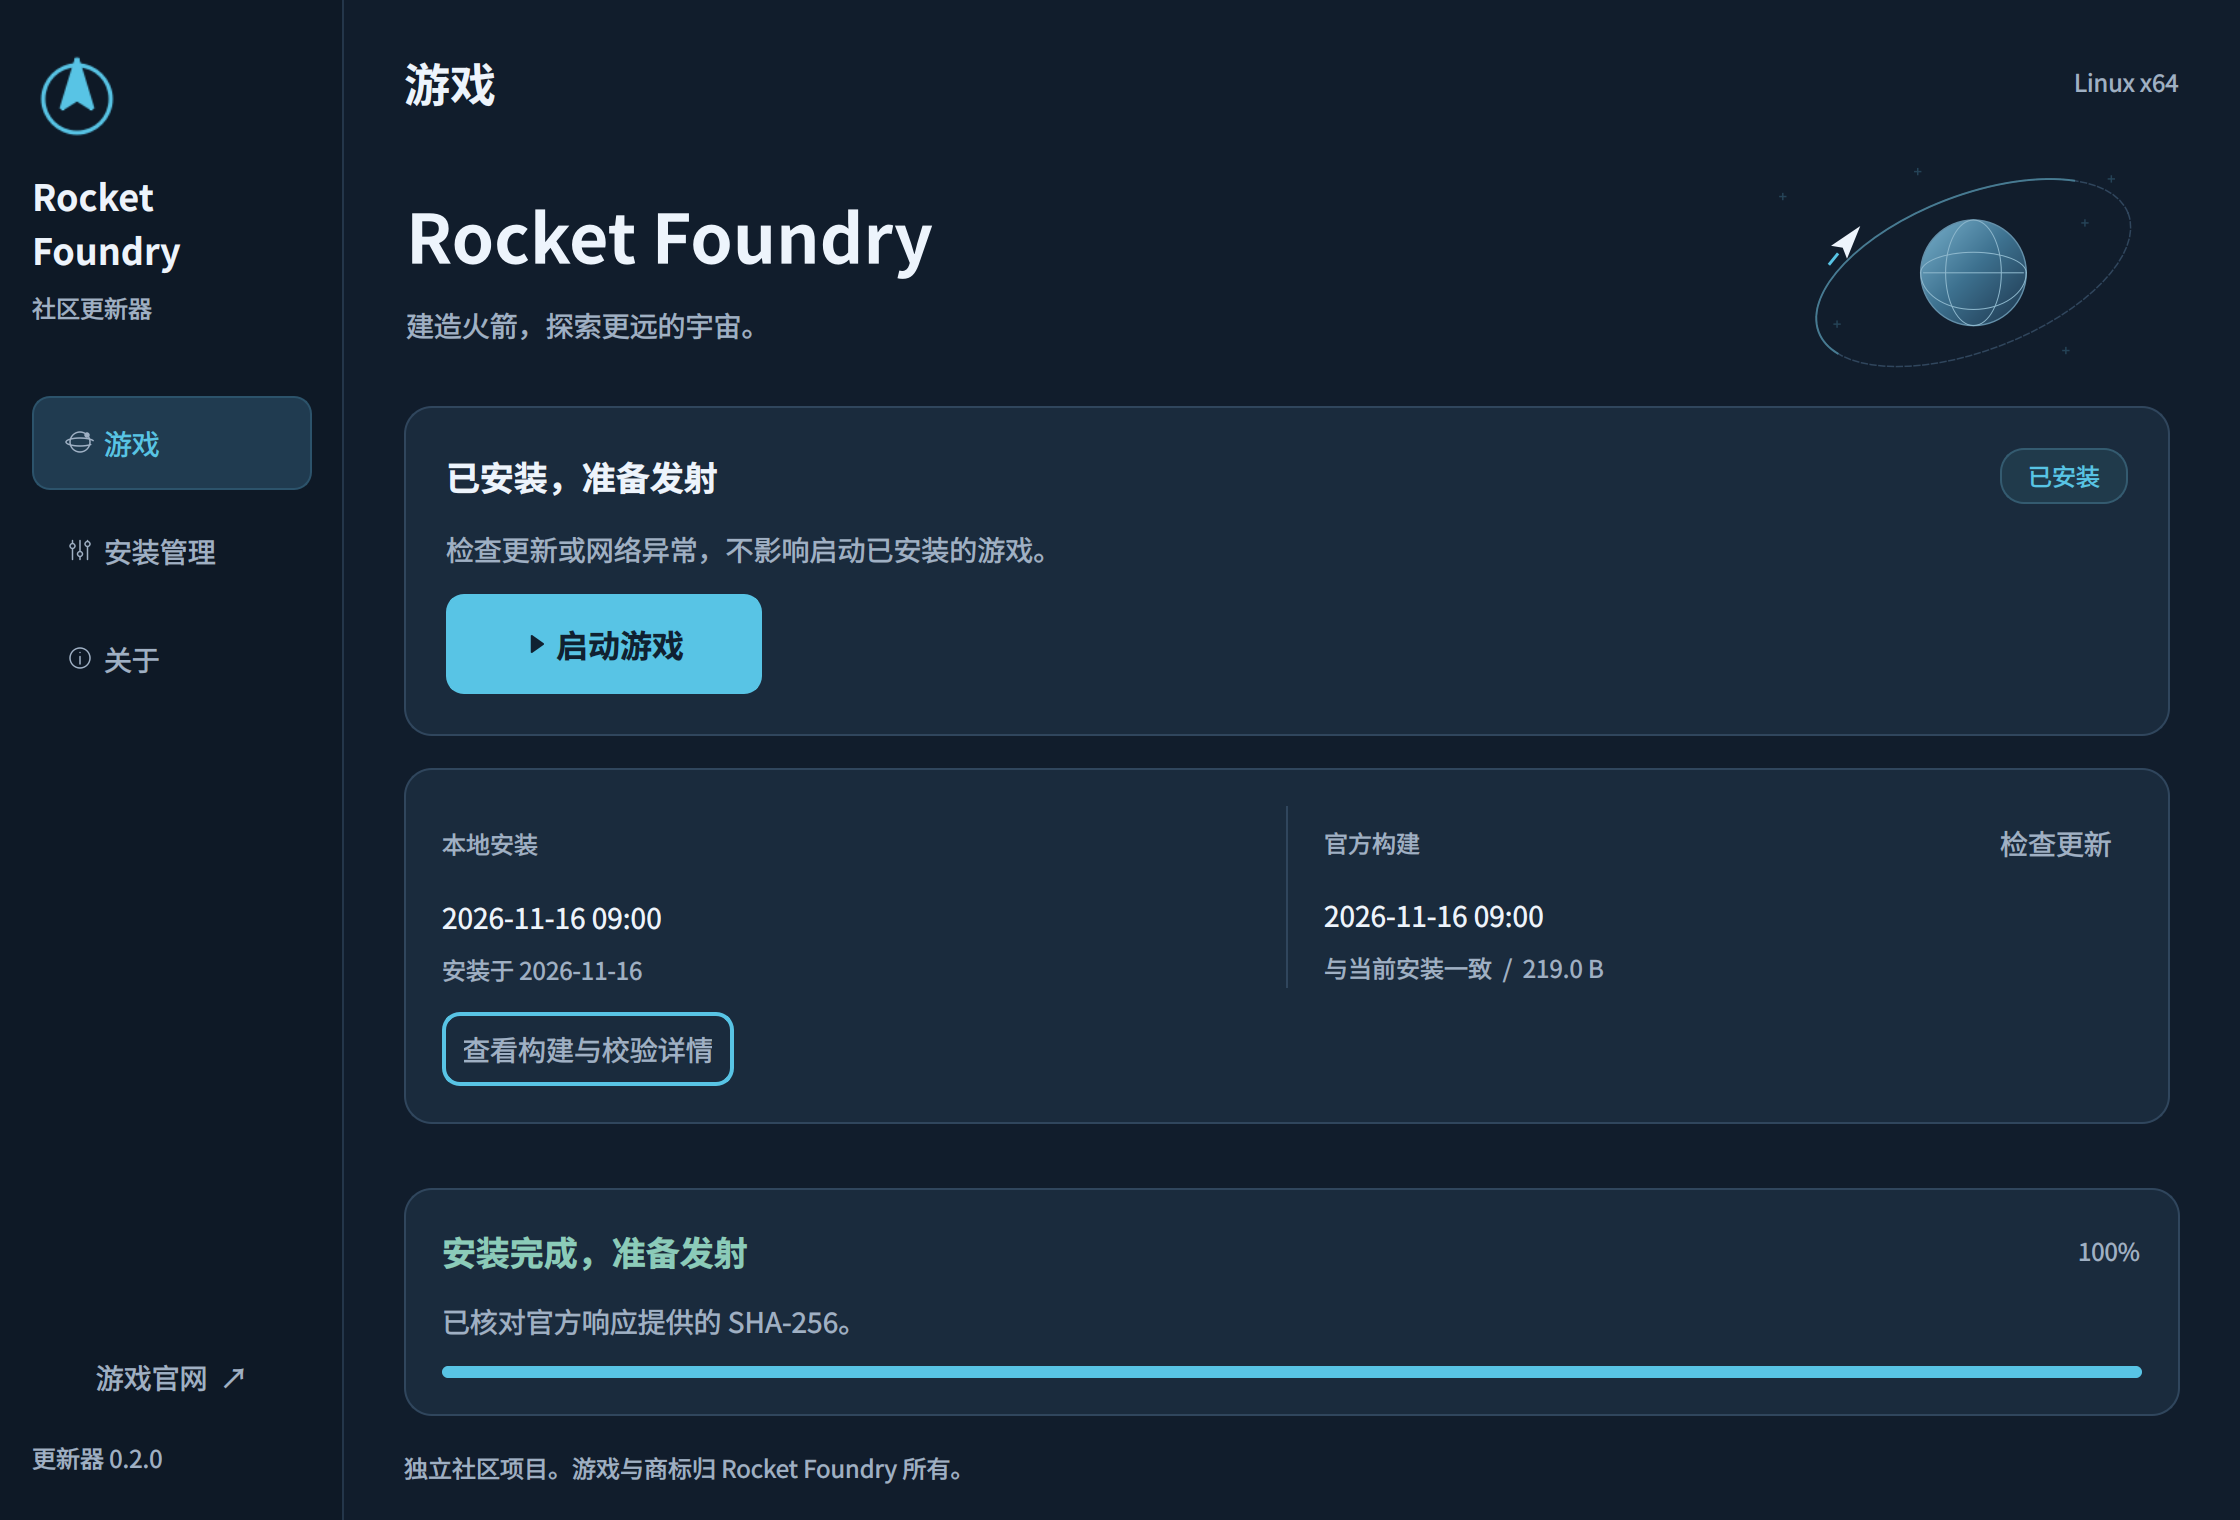 Rocket
Foundry
社区更新器
游戏
安装管理
关于
游戏官网 ↗
更新器 0.2.0
游戏
Linux x64
Rocket Foundry
建造火箭，探索更远的宇宙。
已安装，准备发射
已安装
检查更新或网络异常，不影响启动已安装的游戏。
启动游戏
本地安装
2026-11-16 09:00
安装于 2026-11-16
查看构建与校验详情
官方构建
检查更新
2026-11-16 09:00
与当前安装一致 / 219.0 B
安装完成，准备发射
100%
已核对官方响应提供的 SHA-256。
独立社区项目。游戏与商标归 Rocket Foundry 所有。